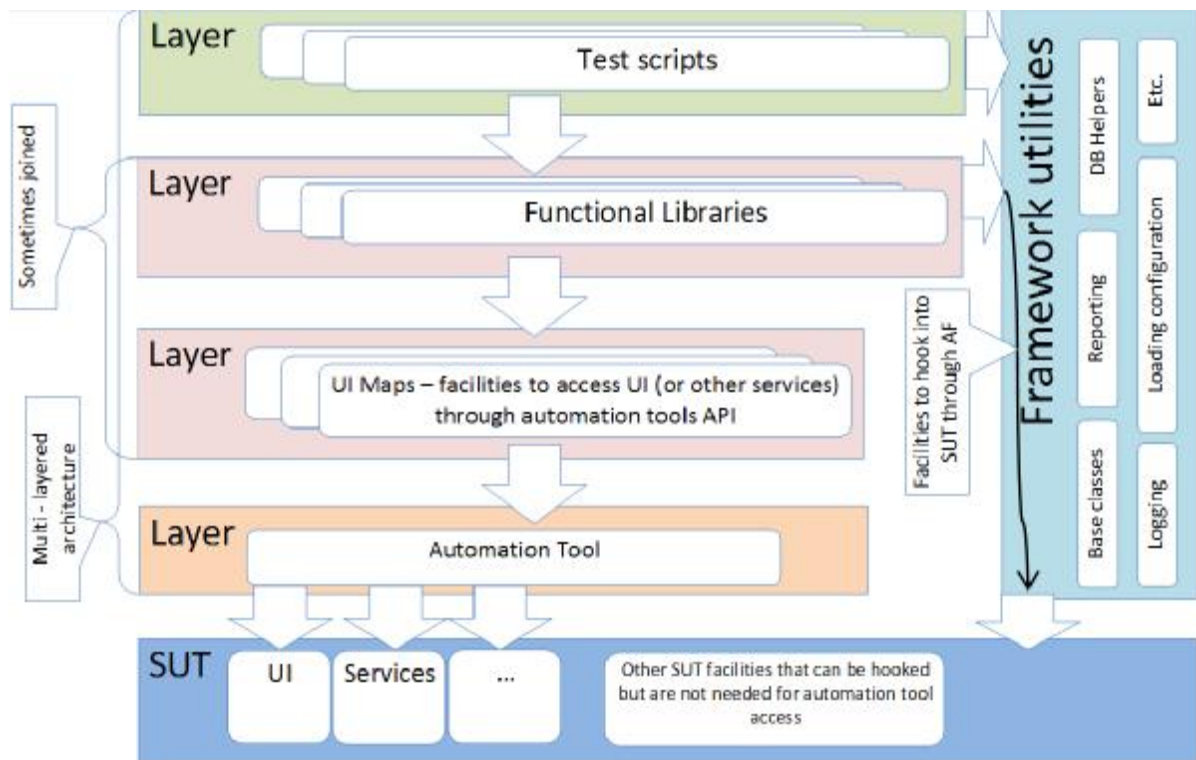 Layer
Test scripts
Sometimes joined
Layer
Functional Libraries
Layer
UI Maps – facilities to access UI (or other services)
through automation tools API
Multi - layered
architecture
Layer
Automation Tool
Facilities to hook into
SUT through AF
Framework utilities
DB Helpers
Reporting
Base classes
Etc.
Loading configuration
Logging
SUT
UI
Services
...
Other SUT facilities that can be hooked
but are not needed for automation tool
access